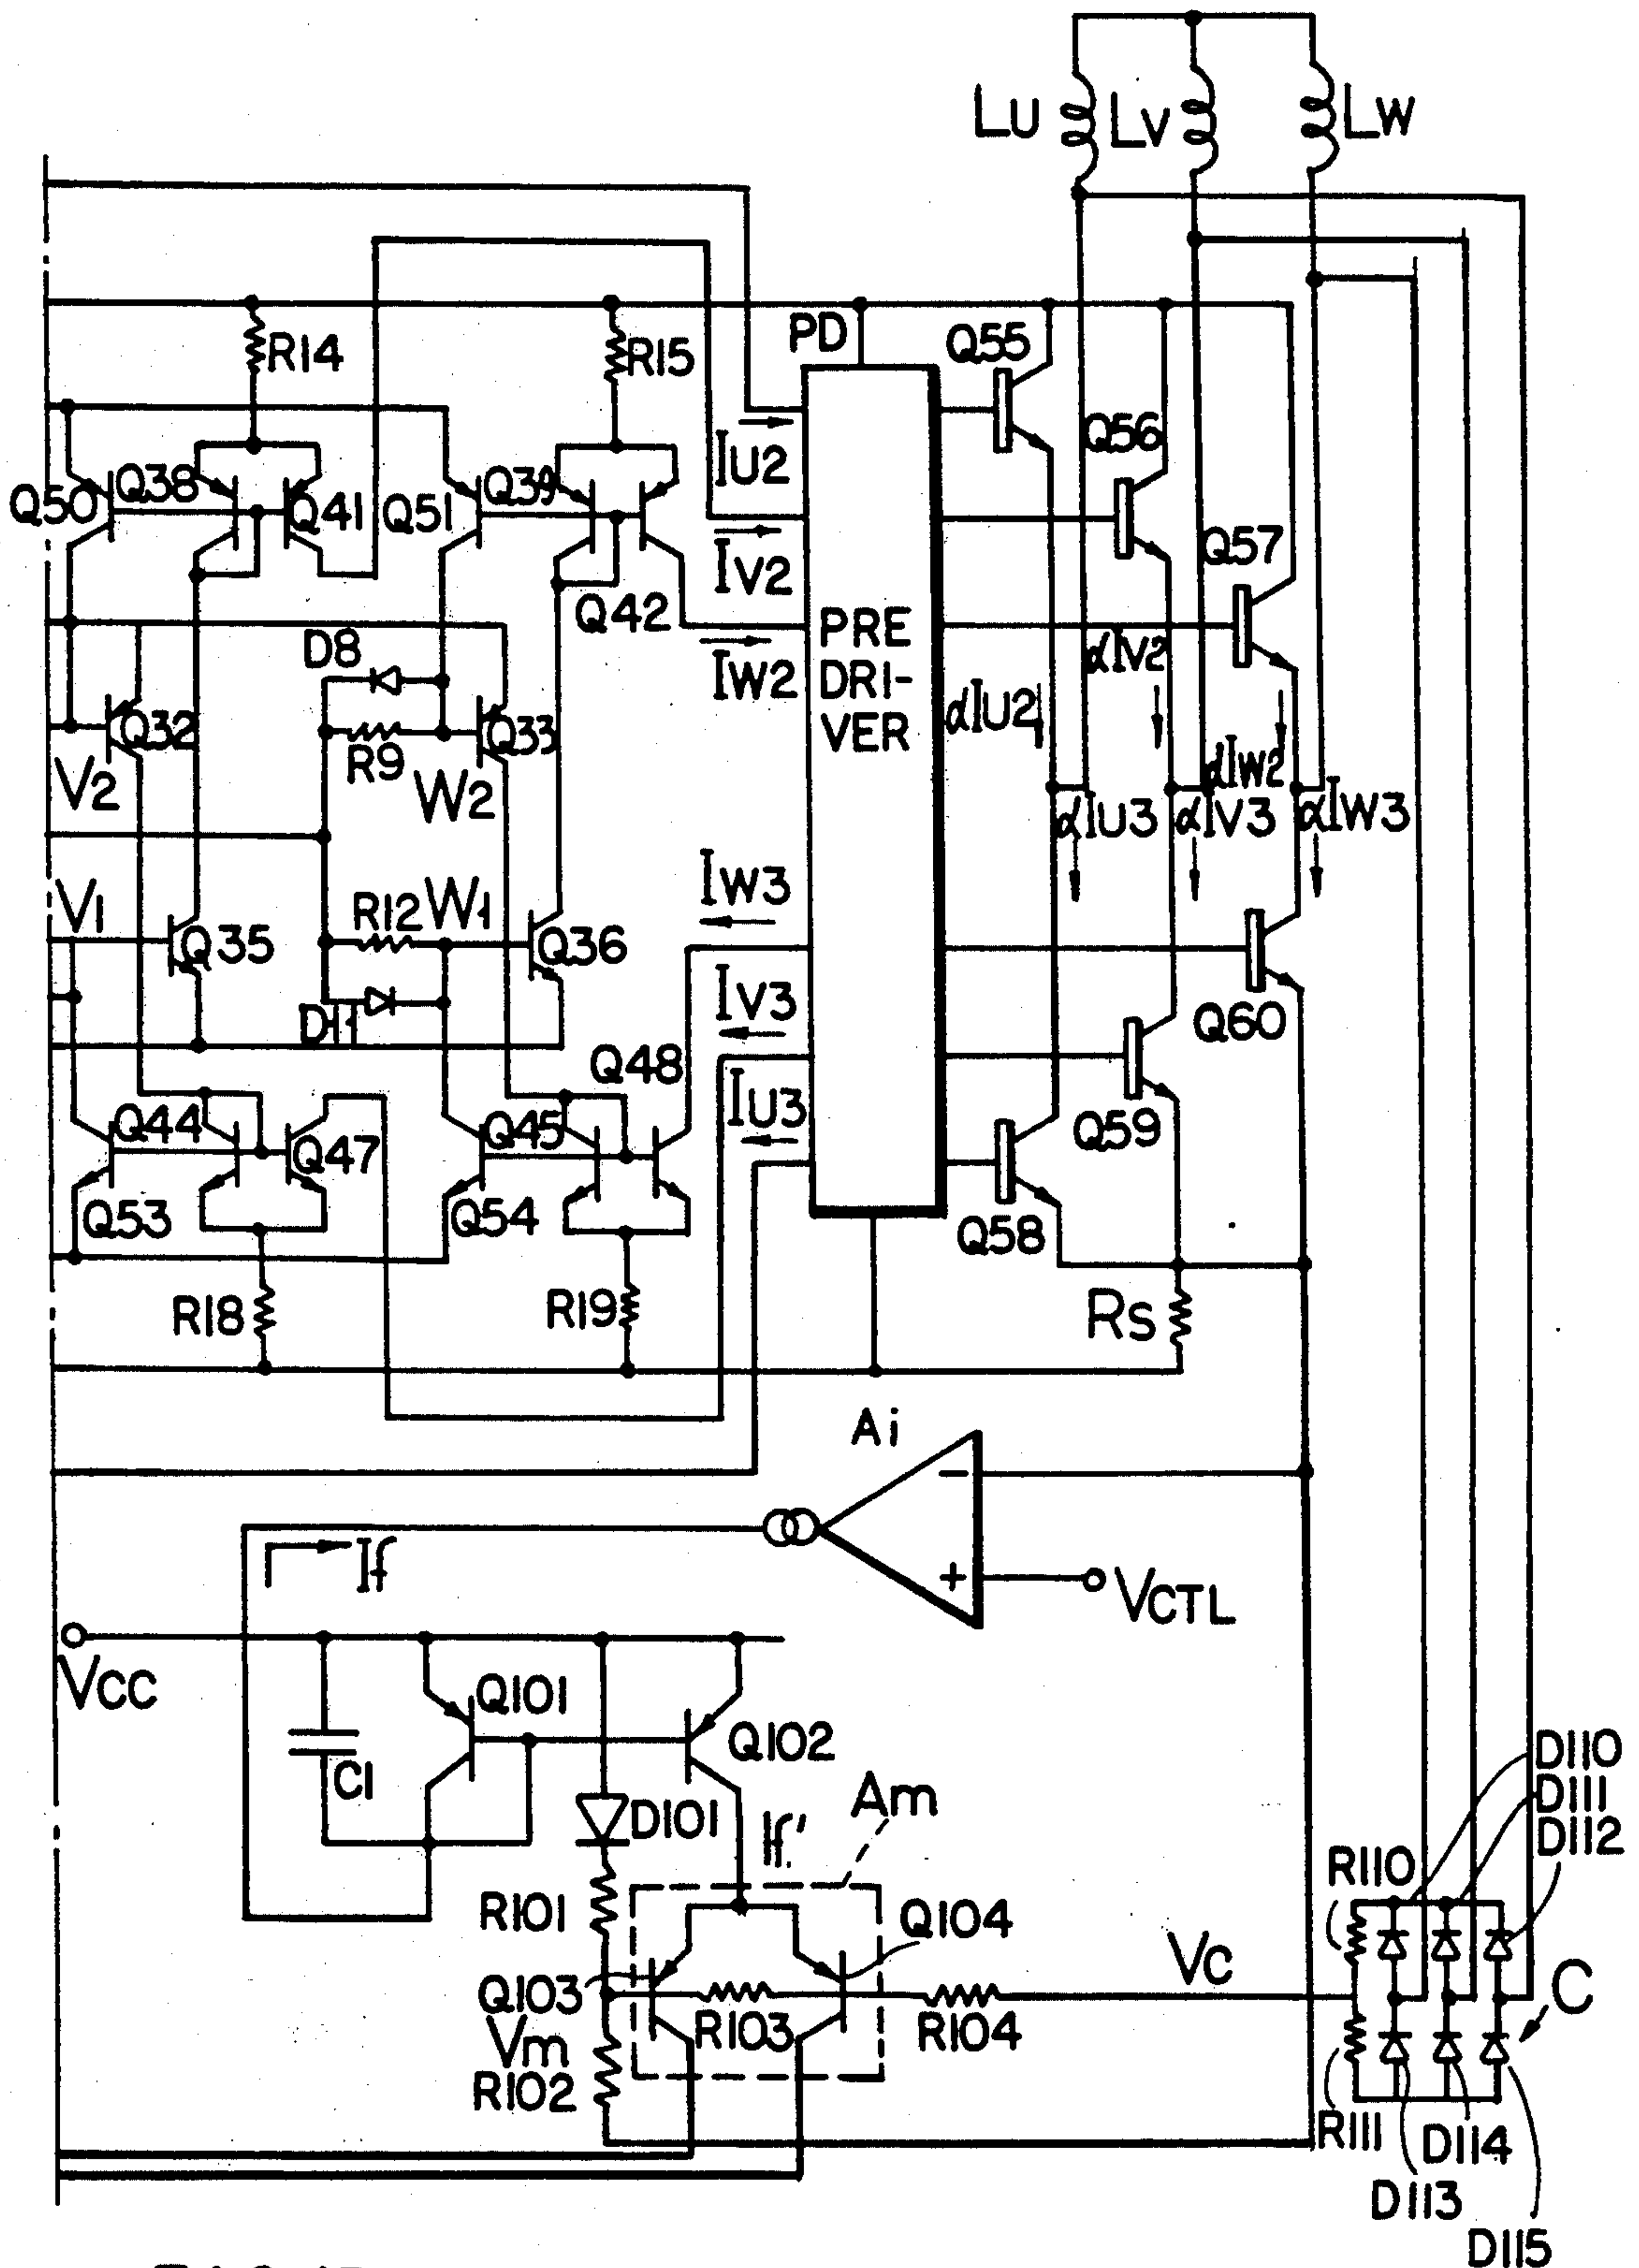 LU LV LW
R14
R15
PD
Q55
IU2
Q56
Q50 Q38 Q41 Q51 Q39
IV2
Q57
Q42
IW2
PRE
DRI-
VER
D8
αIV2
αIU2
Q32
R9
Q33
V2
W2
αIW2
αIU3 αIV3 αIW3
IW3
V1
R12 W1
Q35
Q36
IV3
D11
Q60
Q48
IU3
Q44
Q47
Q45
Q59
Q53
Q54
Q58
R18
R19
RS
Ai
−
If
+
VCTL
VCC
Q101
Q102
C1
D101
If'
Am
D110
D111
D112
R110
R101
Q104
VC
C
Q103
R103
R104
Vm
R102
R111
D114
D113
D115